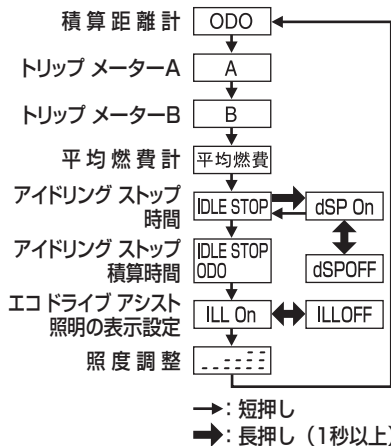 積算距離計 ODO
トリップ メーターA A
トリップ メーターB B
平均燃費計 平均燃費
アイドリング ストップ
時間
IDLE STOP
dSP On
アイドリング ストップ
積算時間
IDLE STOP
ODO
dSPOFF
エコ ドライブ アシスト
照明の表示設定
ILL On
ILLOFF
照度調整
→：短押し
➡：長押し（1秒以上）